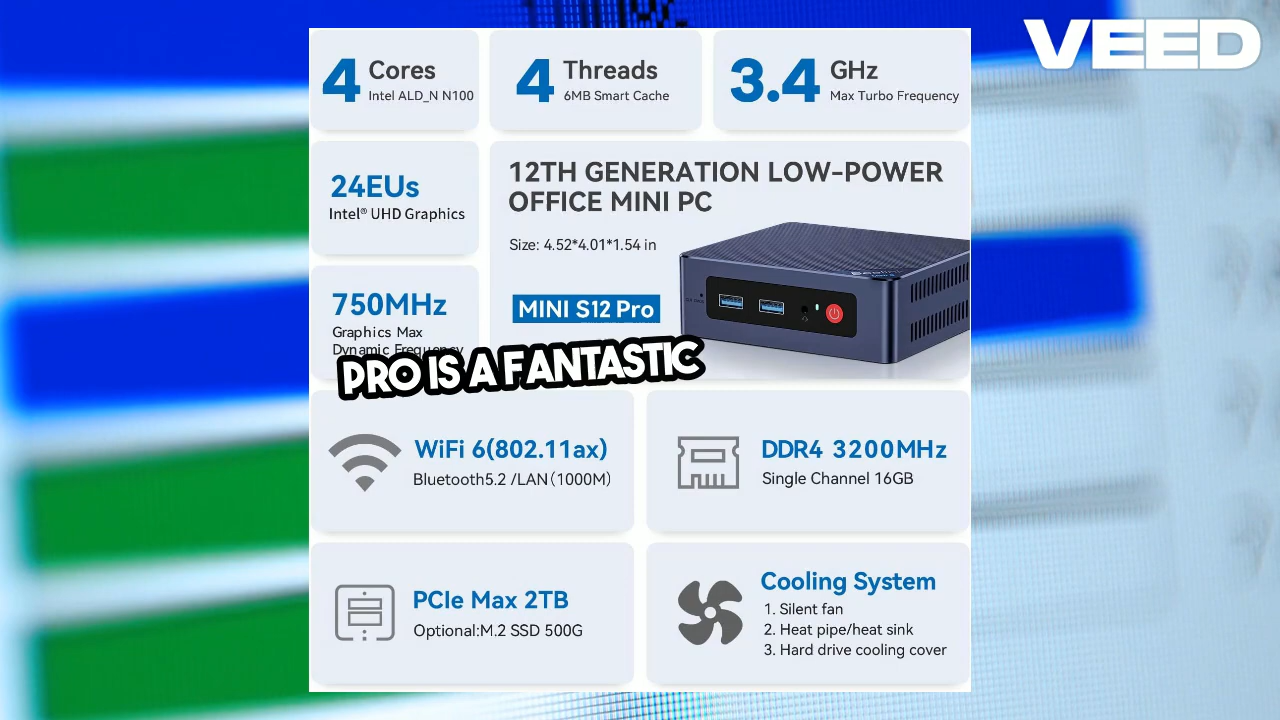 VEED
4 Cores
Intel ALD_N N100
4 Threads
6MB Smart Cache
3.4 GHz
Max Turbo Frequency
24EUs
Intel® UHD Graphics
12TH GENERATION LOW-POWER
OFFICE MINI PC
Size: 4.52*4.01*1.54 in
MINI S12 Pro
750MHz
Graphics Max
Dynamic Frequency
PRO IS A FANTASTIC
WiFi 6(802.11ax)
Bluetooth5.2 /LAN(1000M)
DDR4 3200MHz
Single Channel 16GB
PCIe Max 2TB
Optional:M.2 SSD 500G
Cooling System
1. Silent fan
2. Heat pipe/heat sink
3. Hard drive cooling cover